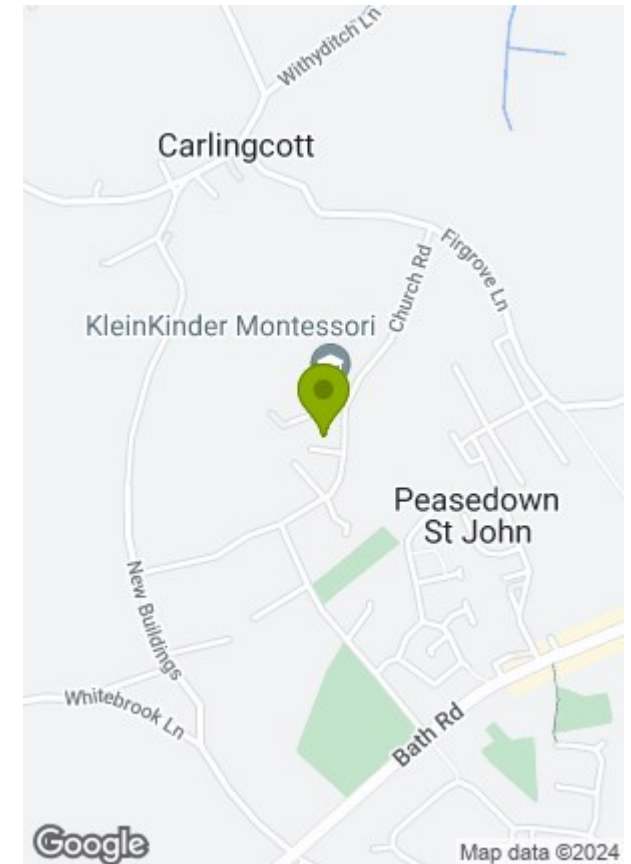 Withyditch Ln
Carlingcott
Firgrove Ln
Church Rd
KleinKinder Montessori
Peasedown
St John
New Buildings
Whitebrook Ln
Bath Rd
Google
Map data ©2024